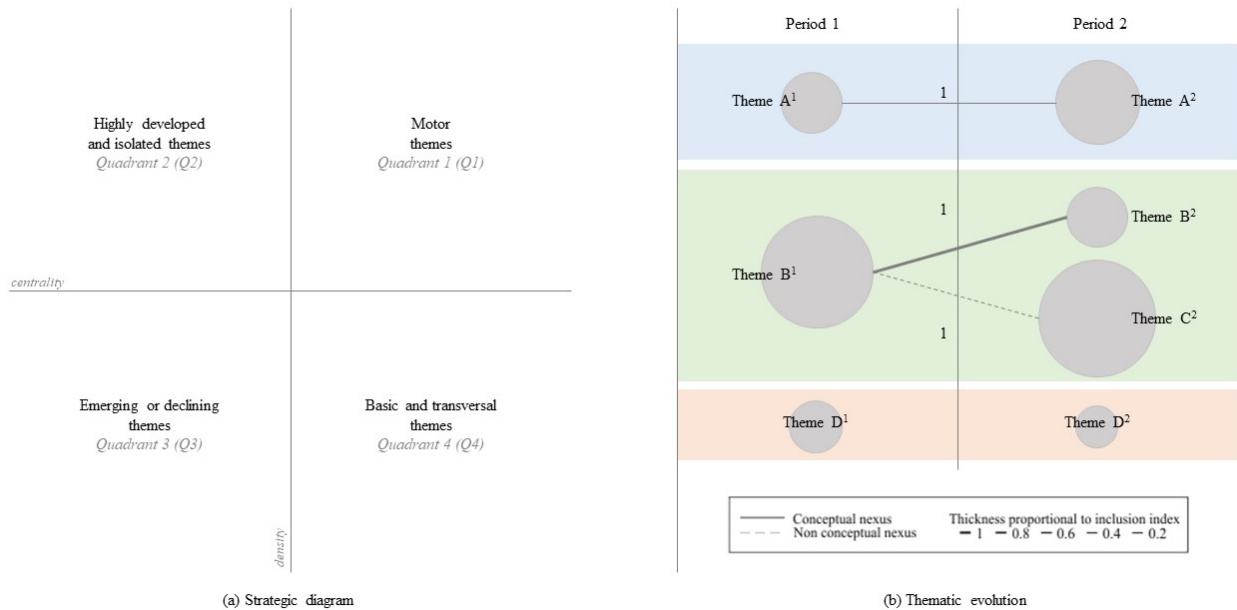 Highly developed
and isolated themes
Quadrant 2 (Q2)
Motor
themes
Quadrant 1 (Q1)
centrality
Emerging or declining
themes
Quadrant 3 (Q3)
Basic and transversal
themes
Quadrant 4 (Q4)
density
(a) Strategic diagram
Period 1
Period 2
Theme A¹
1
Theme A²
1
Theme B²
Theme B¹
Theme C²
1
Theme D¹
Theme D²
Conceptual nexus
Non conceptual nexus
Thickness proportional to inclusion index
1 0.8 0.6 0.4 0.2
(b) Thematic evolution